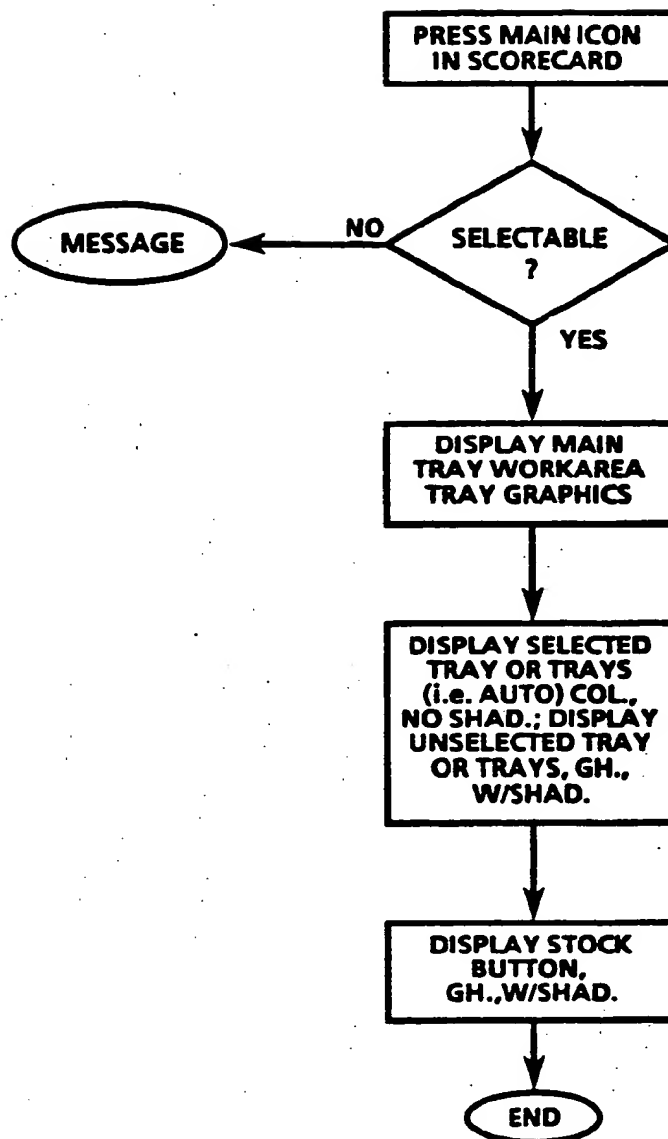 PRESS MAIN ICON
IN SCORECARD
SELECTABLE
?
NO
MESSAGE
YES
DISPLAY MAIN
TRAY WORKAREA
TRAY GRAPHICS
DISPLAY SELECTED
TRAY OR TRAYS
(i.e. AUTO) COL.,
NO SHAD.; DISPLAY
UNSELECTED TRAY
OR TRAYS, GH.,
W/SHAD.
DISPLAY STOCK
BUTTON,
GH.,W/SHAD.
END